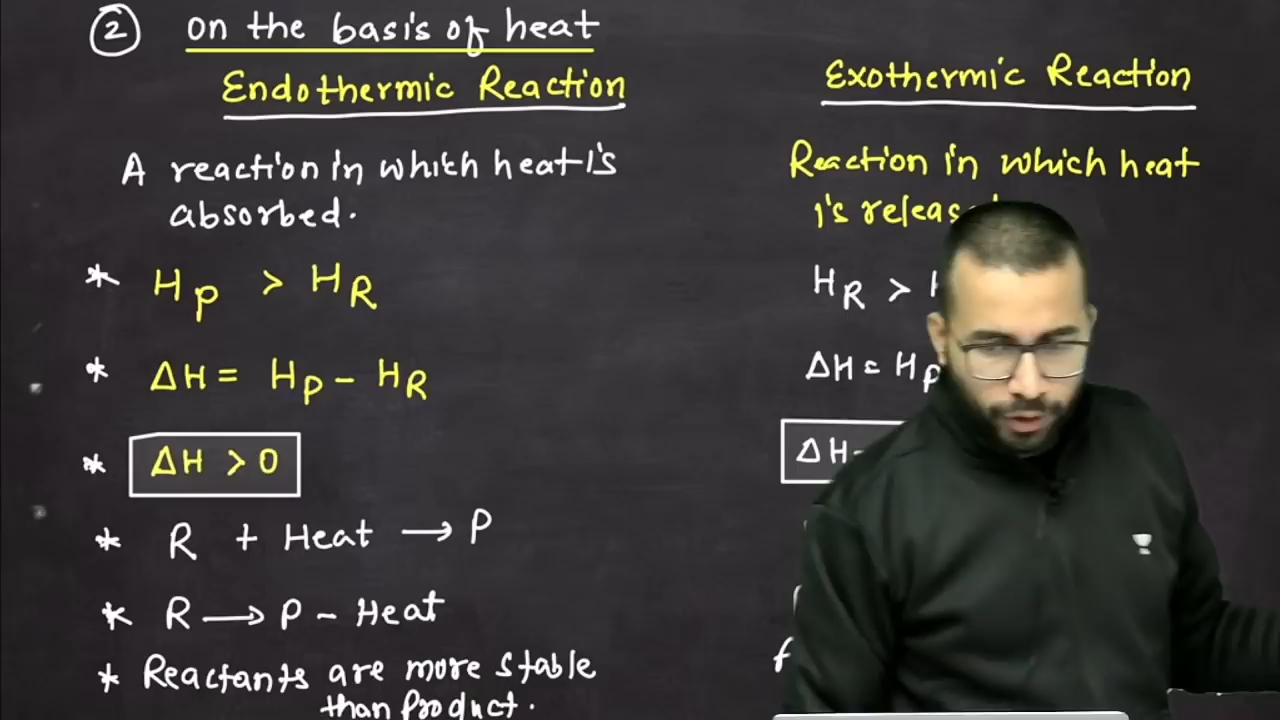 ② on the basis of heat
Endothermic Reaction
A reaction in which heat is
absorbed.
* Hp > HR
* ΔH = Hp - HR
* ΔH > 0
* R + Heat → P
* R → P - Heat
* Reactants are more stable
than Product.
Exothermic Reaction
Reaction in which heat
is
HR >
ΔH = Hp
ΔH